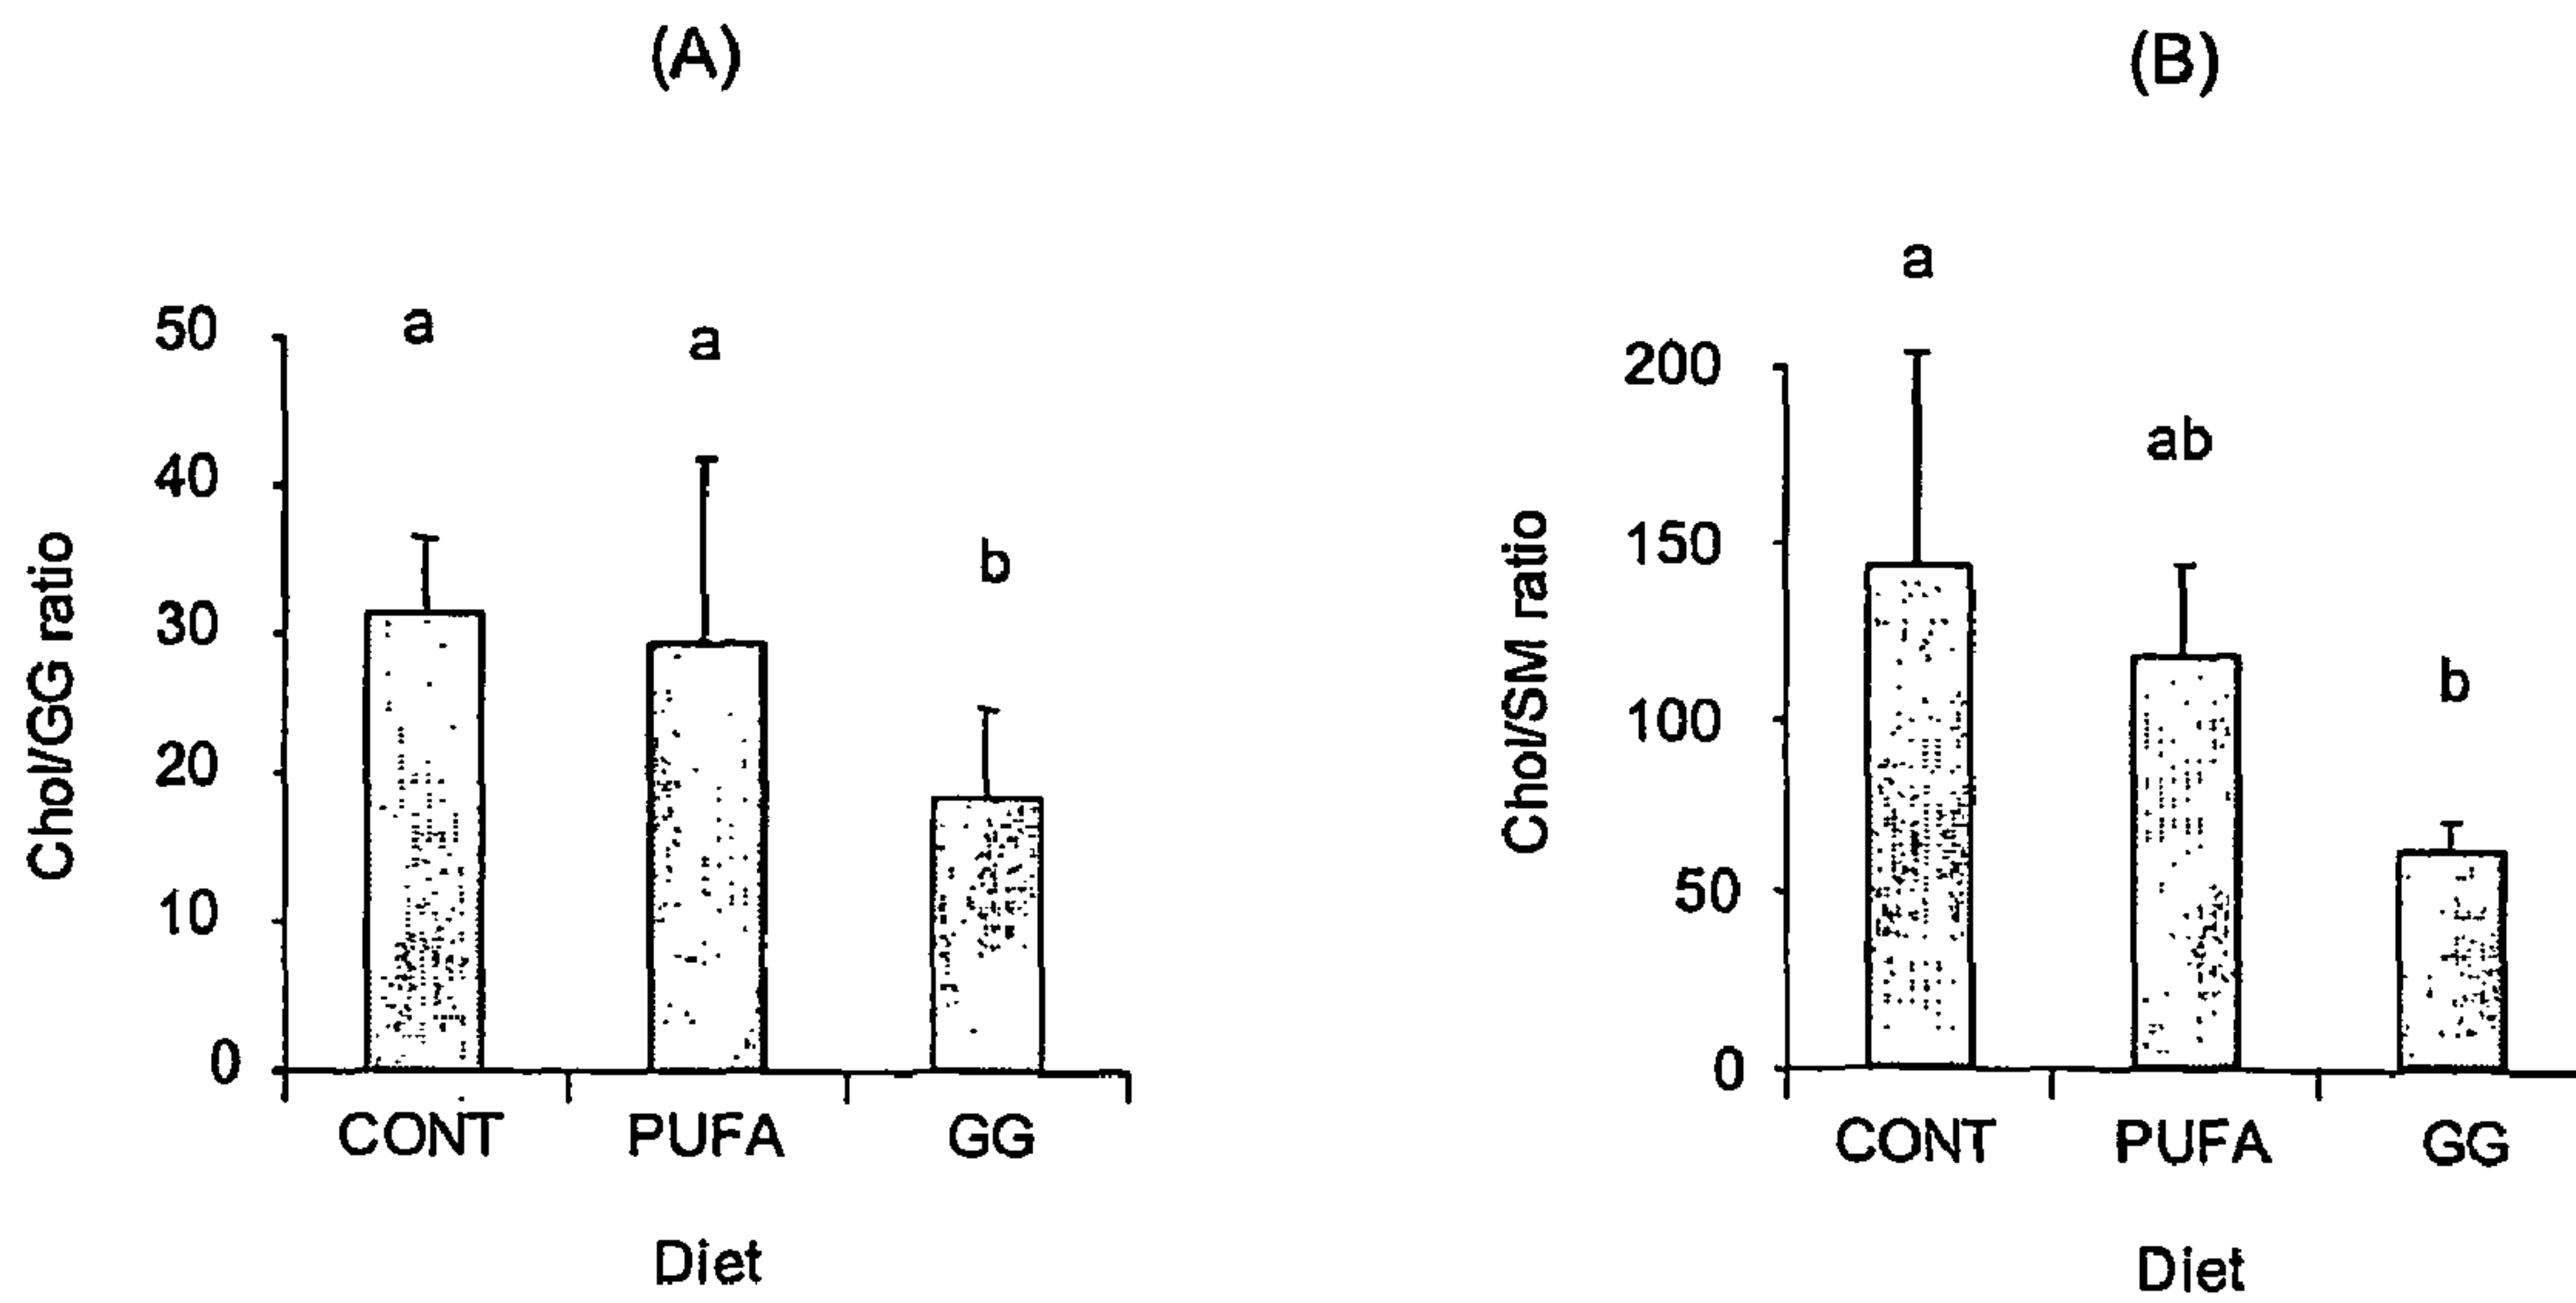 (A)
Chol/GG ratio
50
40
30
20
10
0
a
a
b
CONT PUFA GG
Diet
(B)
Chol/SM ratio
200
150
100
50
0
a
ab
b
CONT PUFA GG
Diet